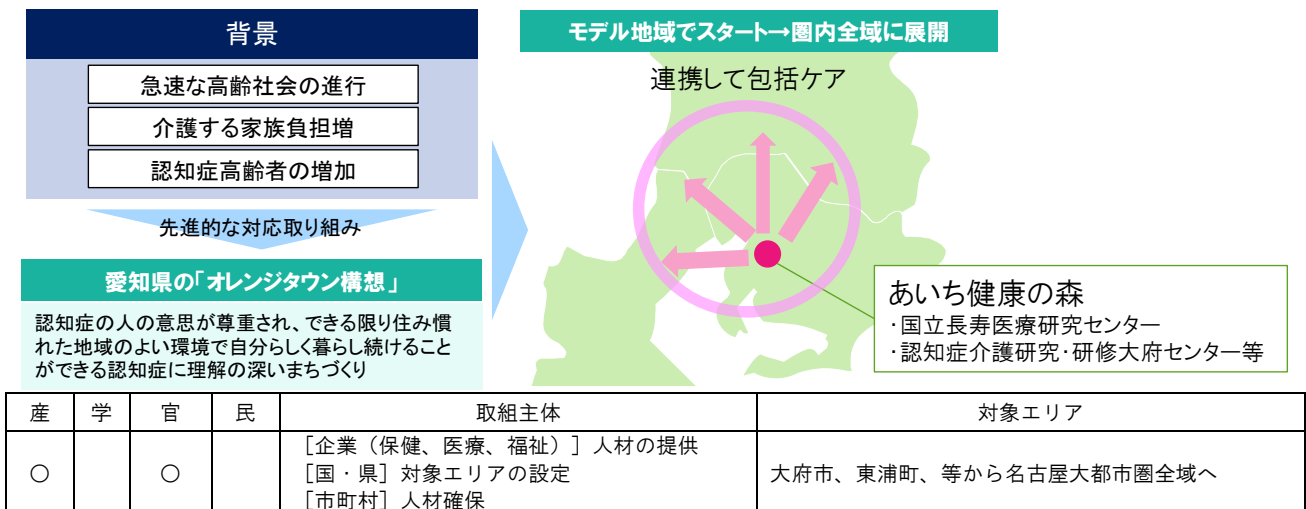 背景
急速な高齢社会の進行
介護する家族負担増
認知症高齢者の増加
先進的な対応取り組み
愛知県の「オレンジタウン構想」
認知症の人の意思が尊重され、できる限り住み慣
れた地域のよい環境で自分らしく暮らし続けること
ができる認知症に理解の深いまちづくり
モデル地域でスタート→圏内全域に展開
連携して包括ケア
あいち健康の森
・国立長寿医療研究センター
・認知症介護研究・研修大府センター等
産 学 官 民 取組主体 対象エリア
[企業（保健、医療、福祉）] 人材の提供
○ ○ [国・県] 対象エリアの設定 大府市、東浦町、等から名古屋大都市圏全域へ
[市町村] 人材確保